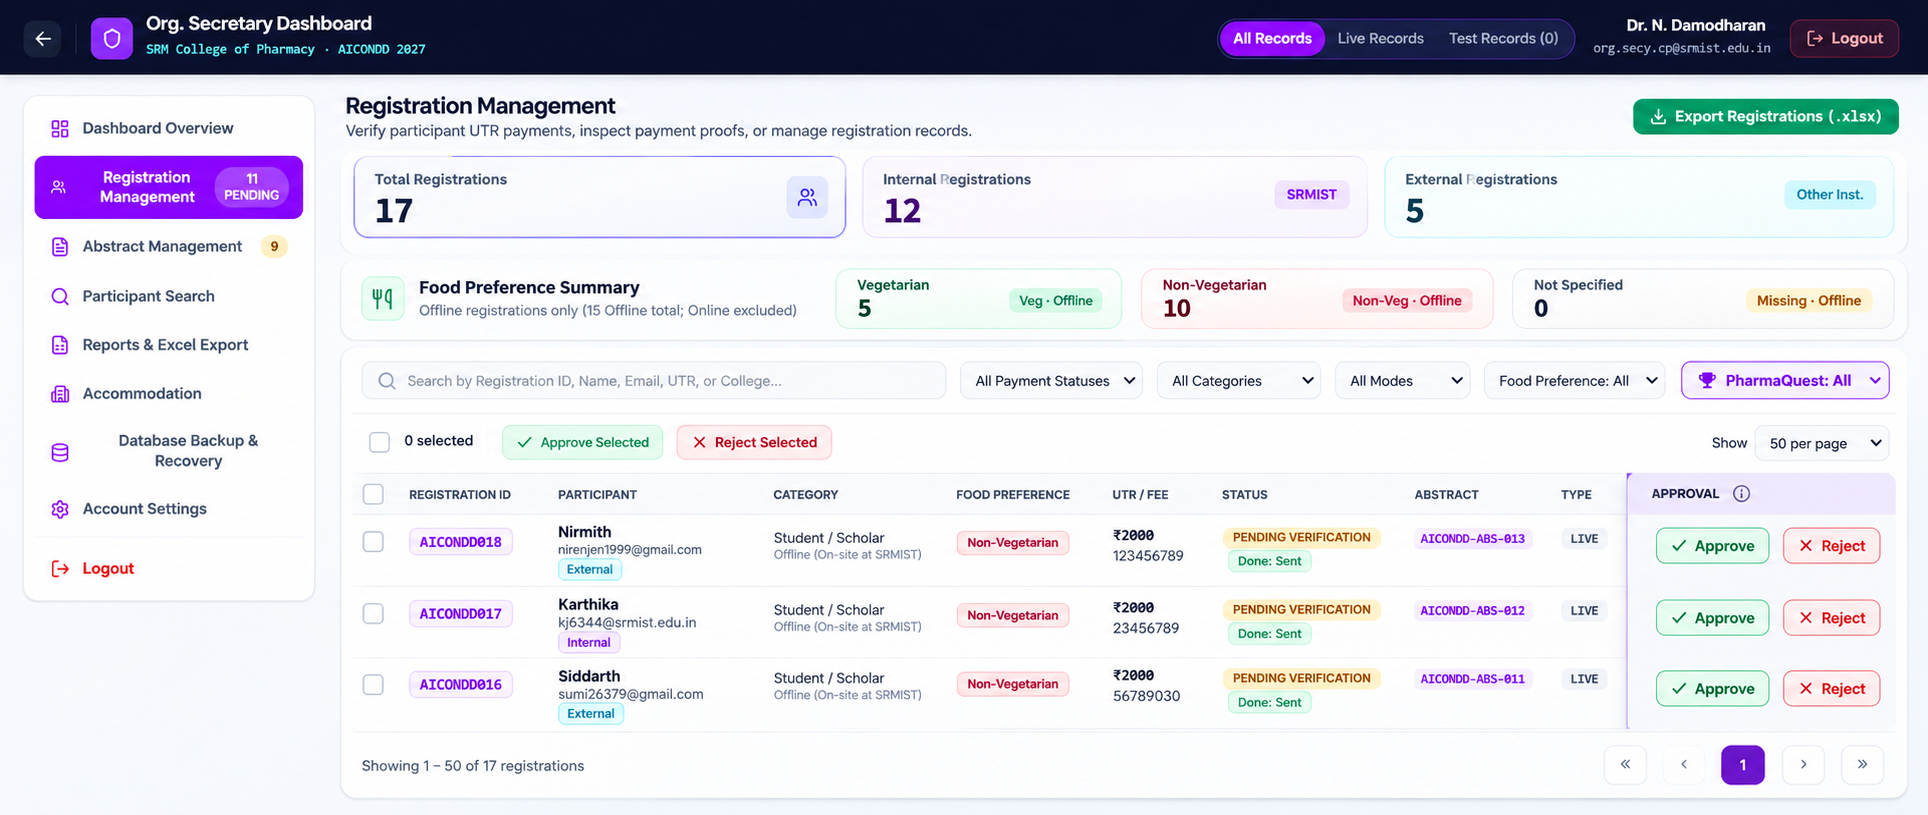 Org. Secretary Dashboard
SRM College of Pharmacy · AICONDD 2027
All Records
Live Records
Test Records (0)
Dr. N. Damodharan
org.secy.cp@srmist.edu.in
Logout
Dashboard Overview
Registration
Management
11
PENDING
Abstract Management
9
Participant Search
Reports & Excel Export
Accommodation
Database Backup &
Recovery
Account Settings
Logout
Registration Management
Verify participant UTR payments, inspect payment proofs, or manage registration records.
Export Registrations (.xlsx)
Total Registrations
17
Internal Registrations
12
SRMIST
External Registrations
5
Other Inst.
Food Preference Summary
Offline registrations only (15 Offline total; Online excluded)
Vegetarian
5
Veg · Offline
Non-Vegetarian
10
Non-Veg · Offline
Not Specified
0
Missing · Offline
Search by Registration ID, Name, Email, UTR, or College...
All Payment Statuses
All Categories
All Modes
Food Preference: All
PharmaQuest: All
0 selected
Approve Selected
Reject Selected
Show
50 per page
REGISTRATION ID PARTICIPANT CATEGORY FOOD PREFERENCE UTR / FEE STATUS ABSTRACT TYPE APPROVAL
AICONDD018
Nirmith
nirenjen1999@gmail.com
External
Student / Scholar
Offline (On-site at SRMIST)
Non-Vegetarian
₹2000
123456789
PENDING VERIFICATION
Done: Sent
AICONDD-ABS-013
LIVE
Approve
Reject
AICONDD017
Karthika
kj6344@srmist.edu.in
Internal
Student / Scholar
Offline (On-site at SRMIST)
Non-Vegetarian
₹2000
23456789
PENDING VERIFICATION
Done: Sent
AICONDD-ABS-012
LIVE
Approve
Reject
AICONDD016
Siddarth
sumi26379@gmail.com
External
Student / Scholar
Offline (On-site at SRMIST)
Non-Vegetarian
₹2000
56789030
PENDING VERIFICATION
Done: Sent
AICONDD-ABS-011
LIVE
Approve
Reject
Showing 1 – 50 of 17 registrations
«
‹
1
›
»